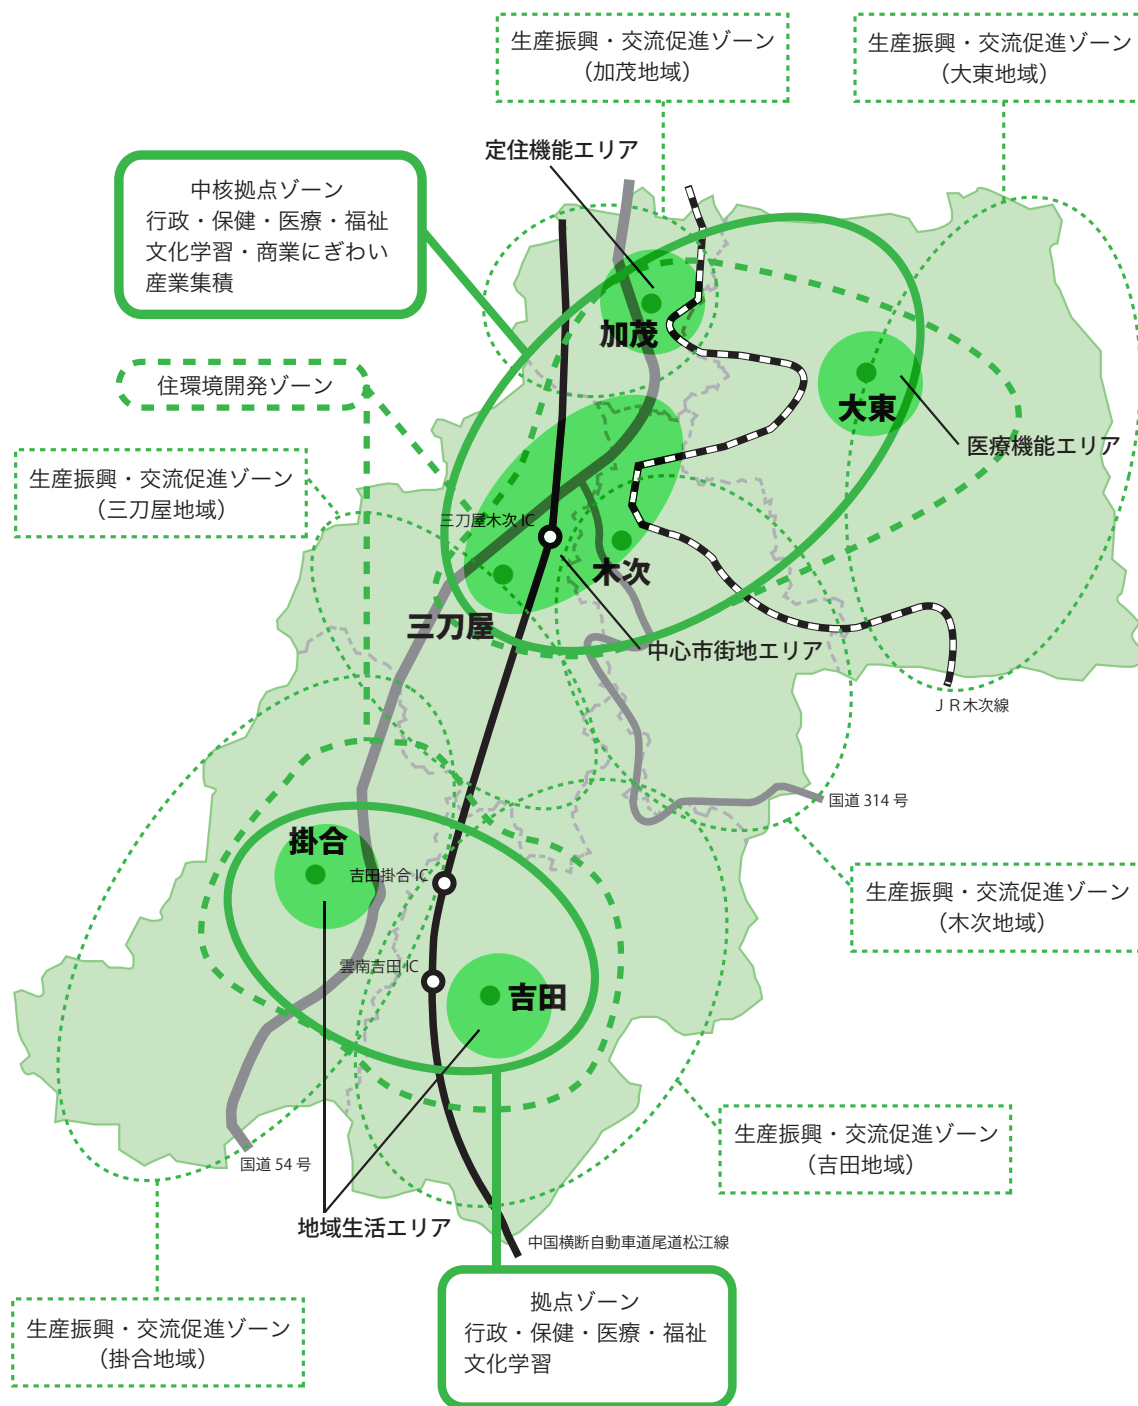 生産振興・交流促進ゾーン
（加茂地域）
生産振興・交流促進ゾーン
（大東地域）
定住機能エリア
中核拠点ゾーン
行政・保健・医療・福祉
文化学習・商業にぎわい
産業集積
加茂
住環境開発ゾーン
大東
医療機能エリア
生産振興・交流促進ゾーン
（三刀屋地域）
三刀屋木次 IC
木次
三刀屋
中心市街地エリア
ＪＲ木次線
国道 314 号
掛合
吉田掛合 IC
生産振興・交流促進ゾーン
（木次地域）
雲南吉田 IC
吉田
生産振興・交流促進ゾーン
（吉田地域）
国道 54 号
地域生活エリア
中国横断自動車道尾道松江線
拠点ゾーン
行政・保健・医療・福祉
文化学習
生産振興・交流促進ゾーン
（掛合地域）